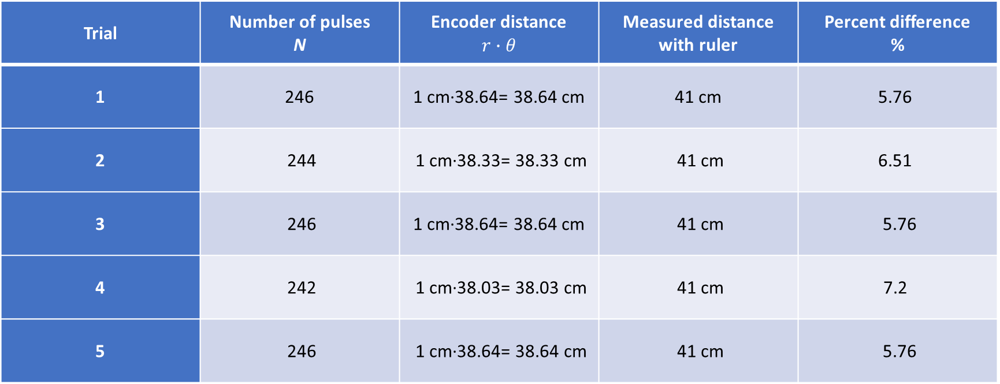 Trial
Number of pulses
N
Encoder distance
r · θ
Measured distance
with ruler
Percent difference
%
1
246
1 cm·38.64= 38.64 cm
41 cm
5.76
2
244
1 cm·38.33= 38.33 cm
41 cm
6.51
3
246
1 cm·38.64= 38.64 cm
41 cm
5.76
4
242
1 cm·38.03= 38.03 cm
41 cm
7.2
5
246
1 cm·38.64= 38.64 cm
41 cm
5.76